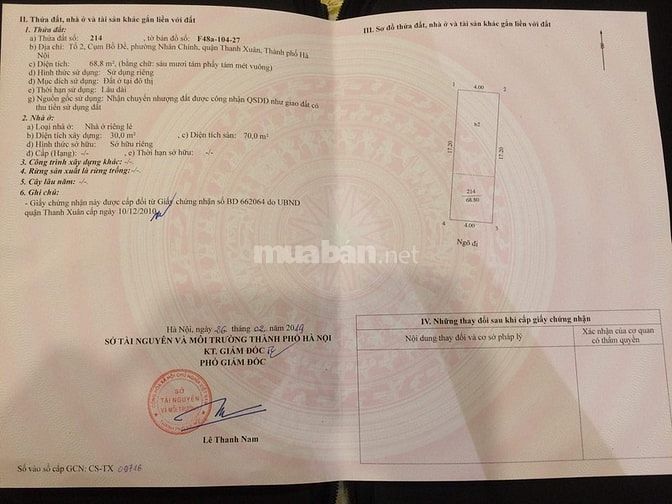 II. Thửa đất, nhà ở và tài sản khác gắn liền với đất
1. Thửa đất:
a) Thửa đất số: 214 , tờ bản đồ số: F48a-104-27
b) Địa chỉ: Tổ 2, Cụm Bồ Đề, phường Nhân Chính, quận Thanh Xuân, Thành phố Hà
Nội
c) Diện tích: 68,8 m², (bằng chữ: sáu mươi tám phẩy tám mét vuông)
d) Hình thức sử dụng: Sử dụng riêng
đ) Mục đích sử dụng: Đất ở tại đô thị
e) Thời hạn sử dụng: Lâu dài
g) Nguồn gốc sử dụng: Nhận chuyển nhượng đất được công nhận QSDĐ như giao đất có
thu tiền sử dụng đất
2. Nhà ở:
a) Loại nhà ở: Nhà ở riêng lẻ
b) Diện tích xây dựng: 30,0 m², c) Diện tích sàn: 70,0 m²
d) Hình thức sở hữu: Sở hữu riêng
đ) Cấp (Hạng): -/- e) Thời hạn sở hữu: -/-
3. Công trình xây dựng khác: -/-
4. Rừng sản xuất là rừng trồng: -/-
5. Cây lâu năm: -/-
6. Ghi chú:
- Giấy chứng nhận này được cấp đổi từ Giấy chứng nhận số BD 662064 do UBND
quận Thanh Xuân cấp ngày 10/12/2010
Hà Nội, ngày 26 tháng 02 năm 2019
SỞ TÀI NGUYÊN VÀ MÔI TRƯỜNG THÀNH PHỐ HÀ NỘI
KT. GIÁM ĐỐC
PHÓ GIÁM ĐỐC
SỞ
TÀI NGUYÊN
VÀ MÔI TRƯỜNG
Lê Thanh Nam
Số vào sổ cấp GCN: CS-TX 09716
III. Sơ đồ thửa đất, nhà ở và tài sản khác gắn liền với đất
B
1 4.00 2
n2
17.20 17.20
214
68.80
4 4.00 3
Ngõ đi
muaban.net
IV. Những thay đổi sau khi cấp giấy chứng nhận
Nội dung thay đổi và cơ sở pháp lý
Xác nhận của cơ quan
có thẩm quyền